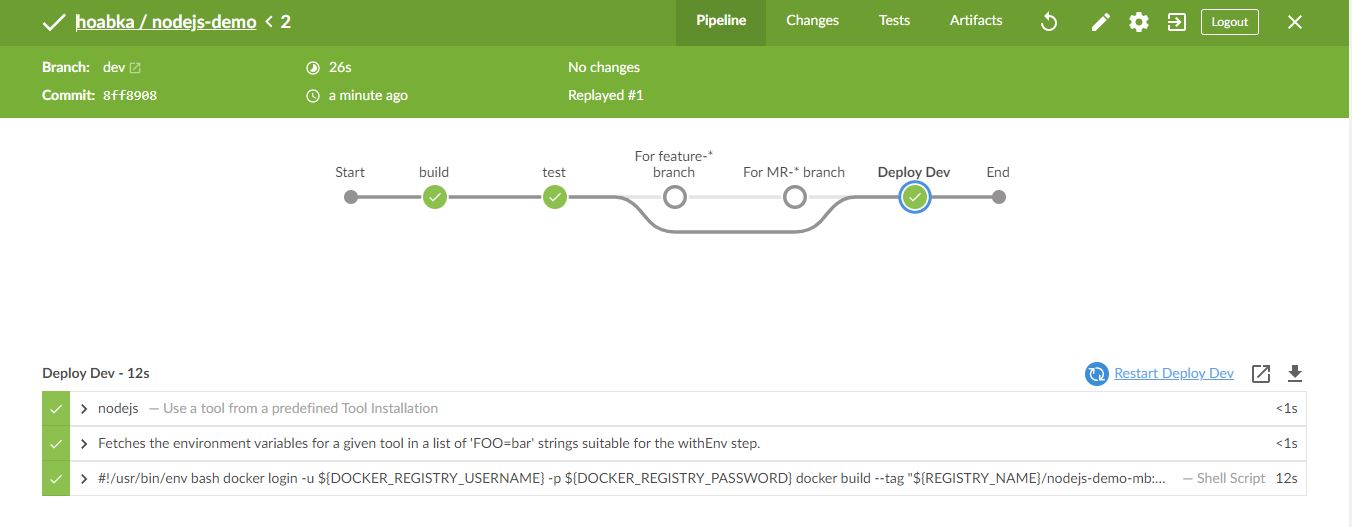 hoabka / nodejs-demo < 2
Pipeline Changes Tests Artifacts Logout
Branch: dev 26s No changes
Commit: 8ff8908 a minute ago Replayed #1
Start build test For feature-* branch For MR-* branch Deploy Dev End
Deploy Dev - 12s Restart Deploy Dev
nodejs — Use a tool from a predefined Tool Installation <1s
Fetches the environment variables for a given tool in a list of 'FOO=bar' strings suitable for the withEnv step. <1s
#!/usr/bin/env bash docker login -u ${DOCKER_REGISTRY_USERNAME} -p ${DOCKER_REGISTRY_PASSWORD} docker build --tag "${REGISTRY_NAME}/nodejs-demo-mb:... — Shell Script 12s